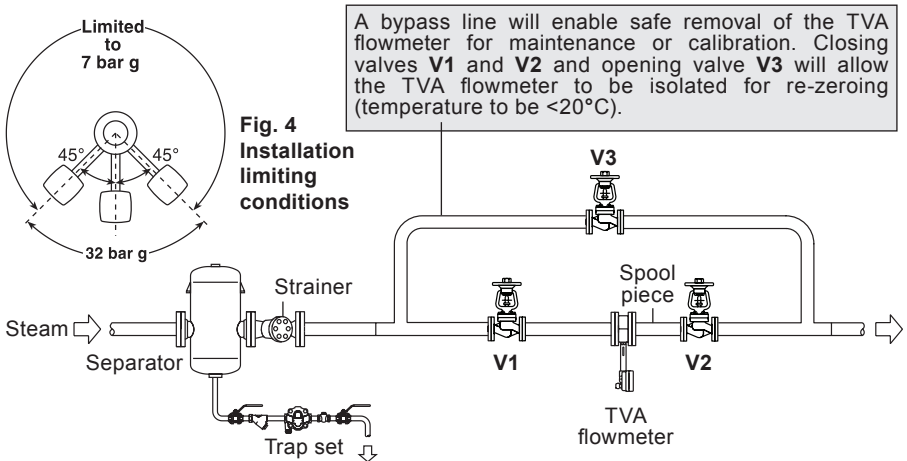 Limited
to
7 bar g
45°
45°
32 bar g
Fig. 4
Installation
limiting
conditions
A bypass line will enable safe removal of the TVA
flowmeter for maintenance or calibration. Closing
valves V1 and V2 and opening valve V3 will allow
the TVA flowmeter to be isolated for re-zeroing
(temperature to be <20°C).
V3
Strainer
Spool
piece
Steam
Separator
V1
V2
TVA
flowmeter
Trap set